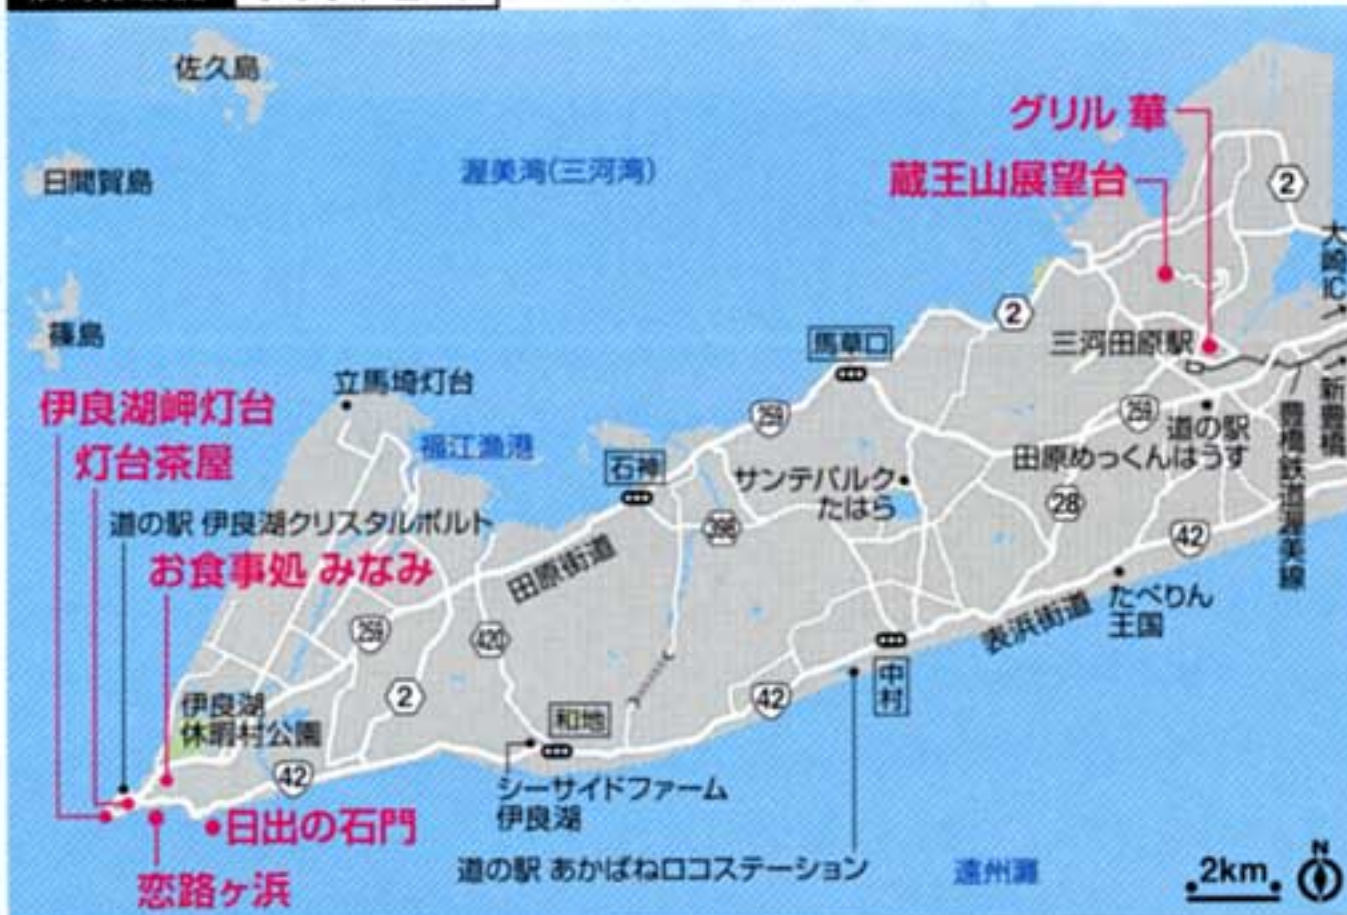 佐久島
グリル 華
渥美湾(三河湾)
蔵王山展望台
日間賀島
2
大崎IC
篠島
2
馬草口
三河田原駅
立馬埼灯台
伊良湖岬灯台
259
259
新豊橋
豊橋鉄道渥美線
灯台茶屋
福江漁港
石神
道の駅
田原めっくんはうす
サンテパルク
たはら
道の駅 伊良湖クリスタルポルト
28
42
お食事処 みなみ
田原街道
たべりん
王国
表浜街道
259
420
中村
伊良湖
休暇村公園
2
和地
42
42
シーサイドファーム
伊良湖
日出の石門
道の駅 あかばねロコステーション
遠州灘
2km
N
恋路ヶ浜